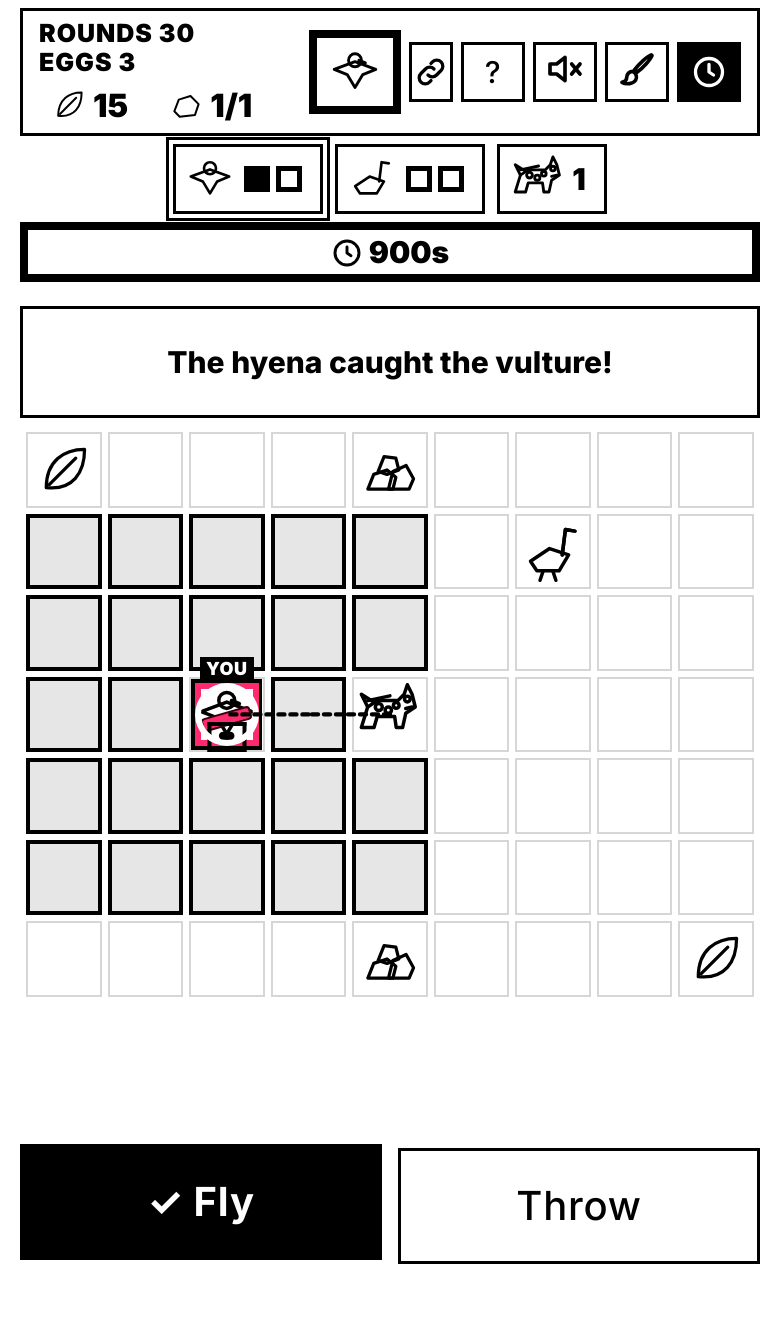 ROUNDS 30
EGGS 3
15 1/1
?
1
900s
The hyena caught the vulture!
YOU
Fly
Throw